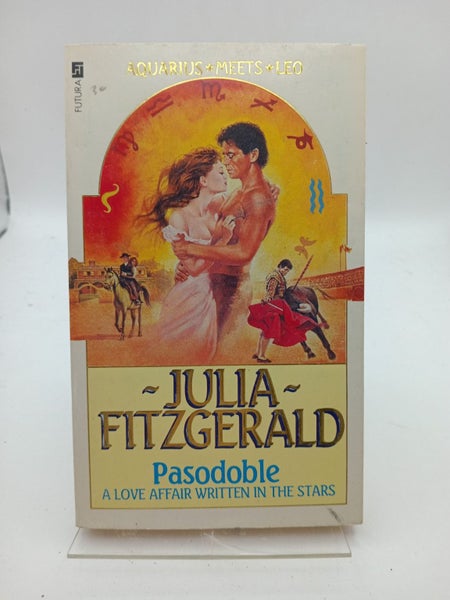 AQUARIUS • MEETS • LEO
FUTURA
~ JULIA ~
FITZGERALD
Pasodoble
A LOVE AFFAIR WRITTEN IN THE STARS